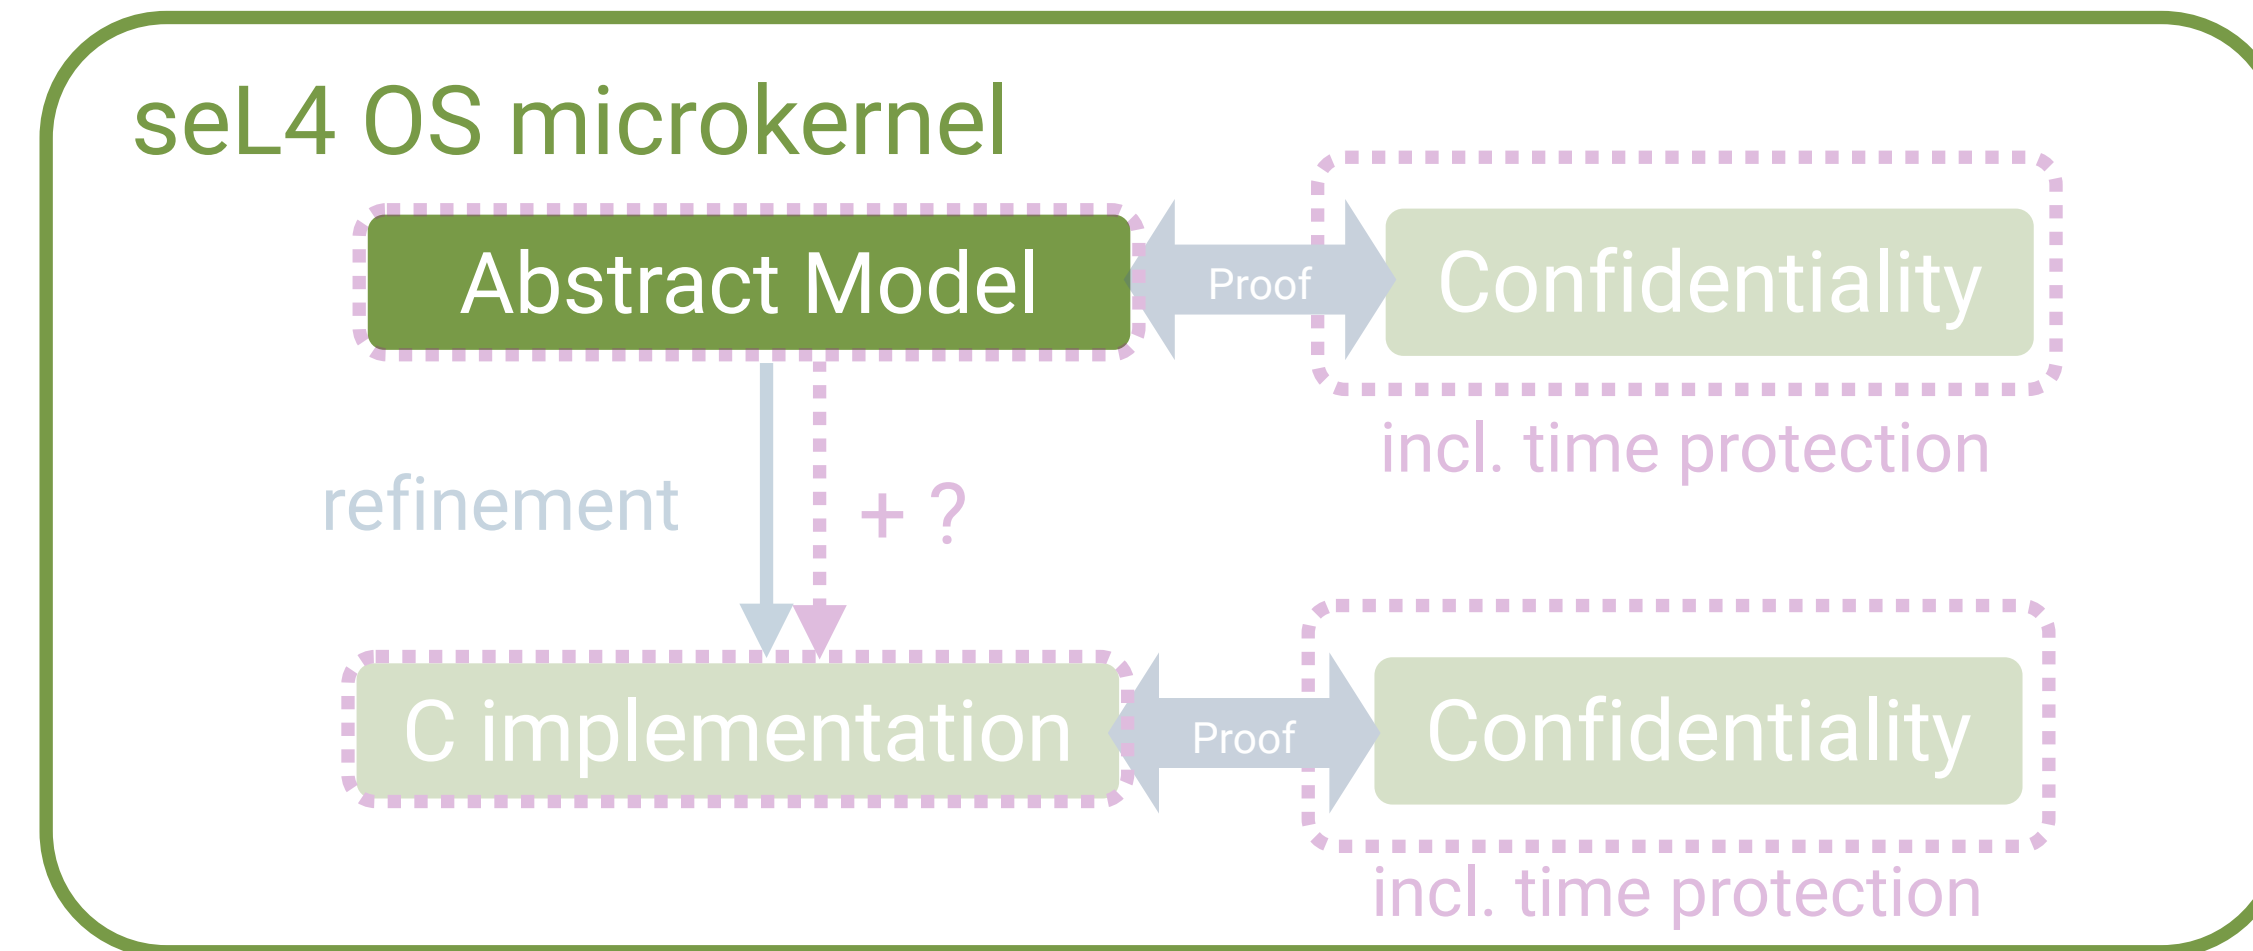 seL4 OS microkernel
Abstract Model
Proof
Confidentiality
incl. time protection
refinement
+ ?
C implementation
Proof
Confidentiality
incl. time protection